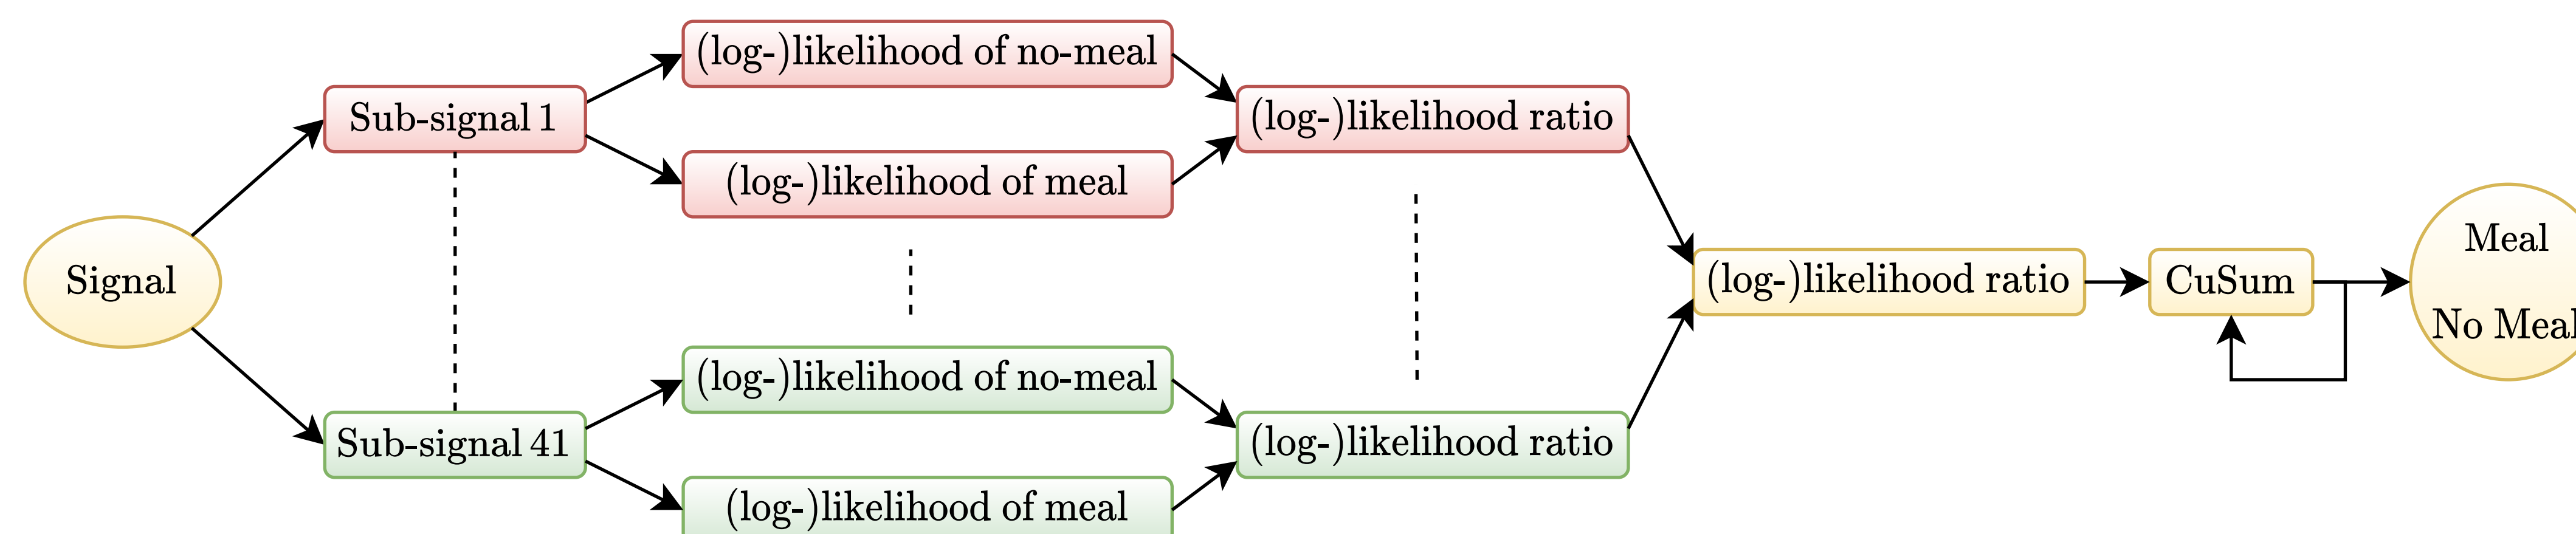 Signal
Sub-signal 1
(log-)likelihood of no-meal
(log-)likelihood of meal
(log-)likelihood ratio
Sub-signal 41
(log-)likelihood of no-meal
(log-)likelihood of meal
(log-)likelihood ratio
(log-)likelihood ratio
CuSum
Meal
No Meal